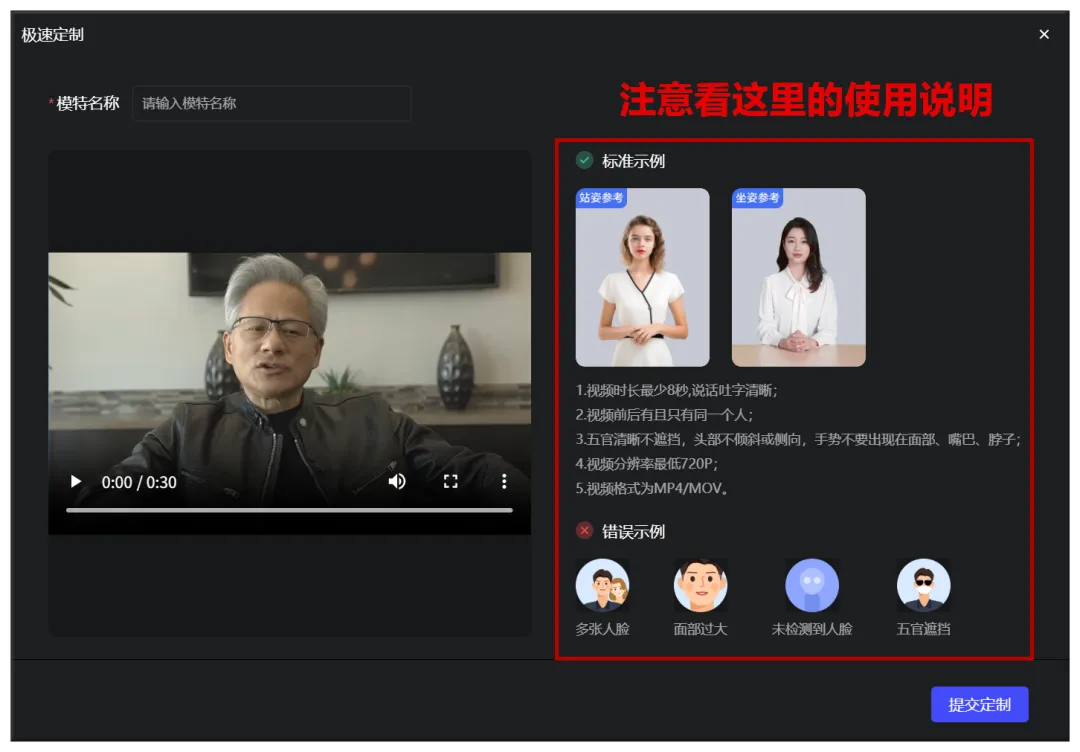 极速定制
*模特名称
请输入模特名称
注意看这里的使用说明
标准示例
站姿参考
坐姿参考
1.视频时长最少8秒,说话吐字清晰;
2.视频前后有且只有同一个人;
3.五官清晰不遮挡，头部不倾斜或侧向，手势不要出现在面部、嘴巴、脖子;
4.视频分辨率最低720P;
5.视频格式为MP4/MOV。
0:00 / 0:30
错误示例
多张人脸
面部过大
未检测到人脸
五官遮挡
提交定制